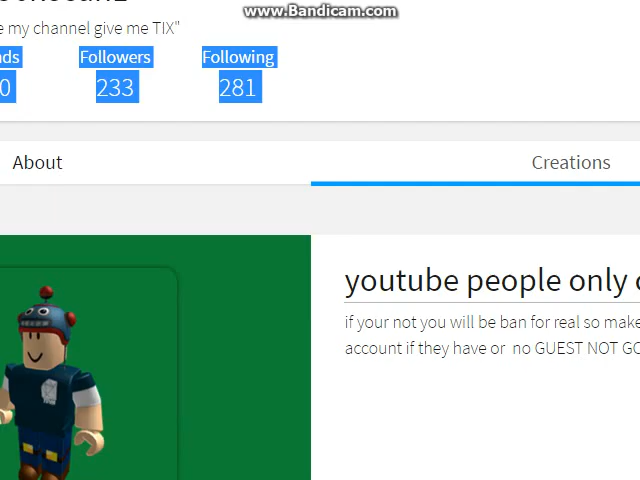 www.Bandicam.com
e my channel give me TIX"
Followers
Following
233
281
About
Creations
youtube people only
if your not you will be ban for real so make
account if they have or no GUEST NOT